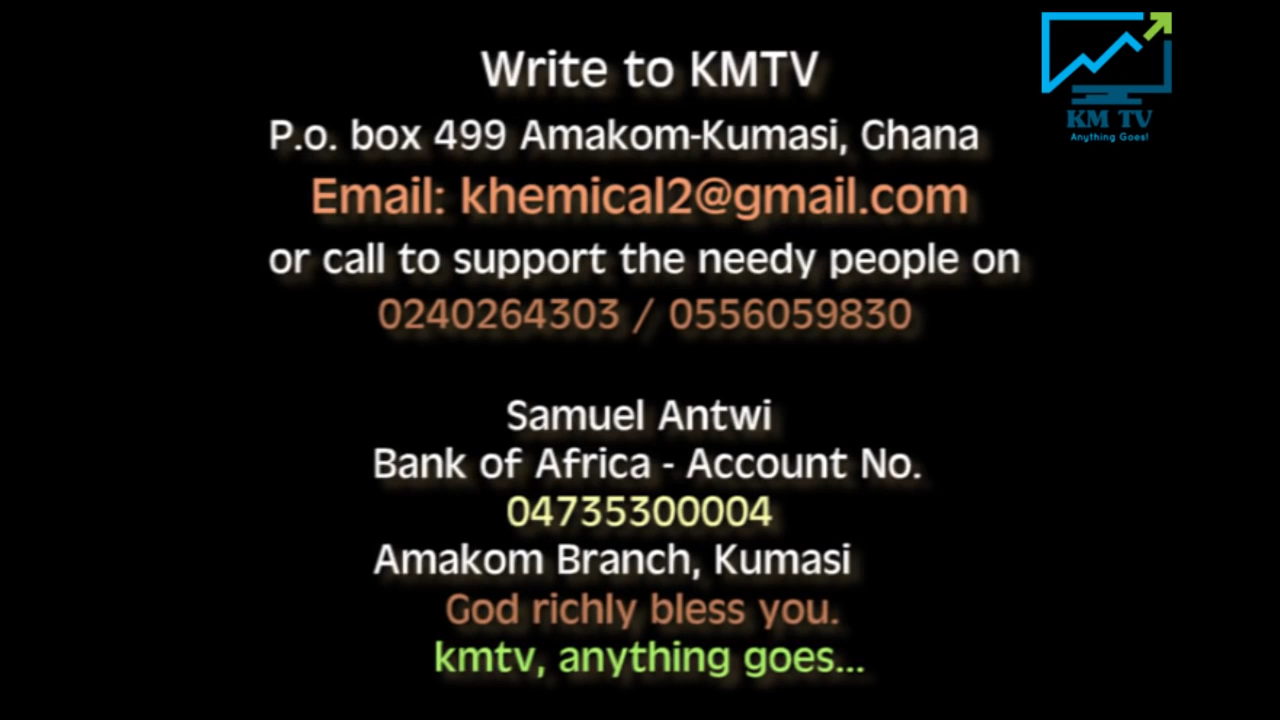 Write to KMTV
P.o. box 499 Amakom-Kumasi, Ghana
Email: khemical2@gmail.com
or call to support the needy people on
0240264303 / 0556059830
Samuel Antwi
Bank of Africa - Account No.
04735300004
Amakom Branch, Kumasi
God richly bless you.
kmtv, anything goes...
KM TV
Anything Goes!